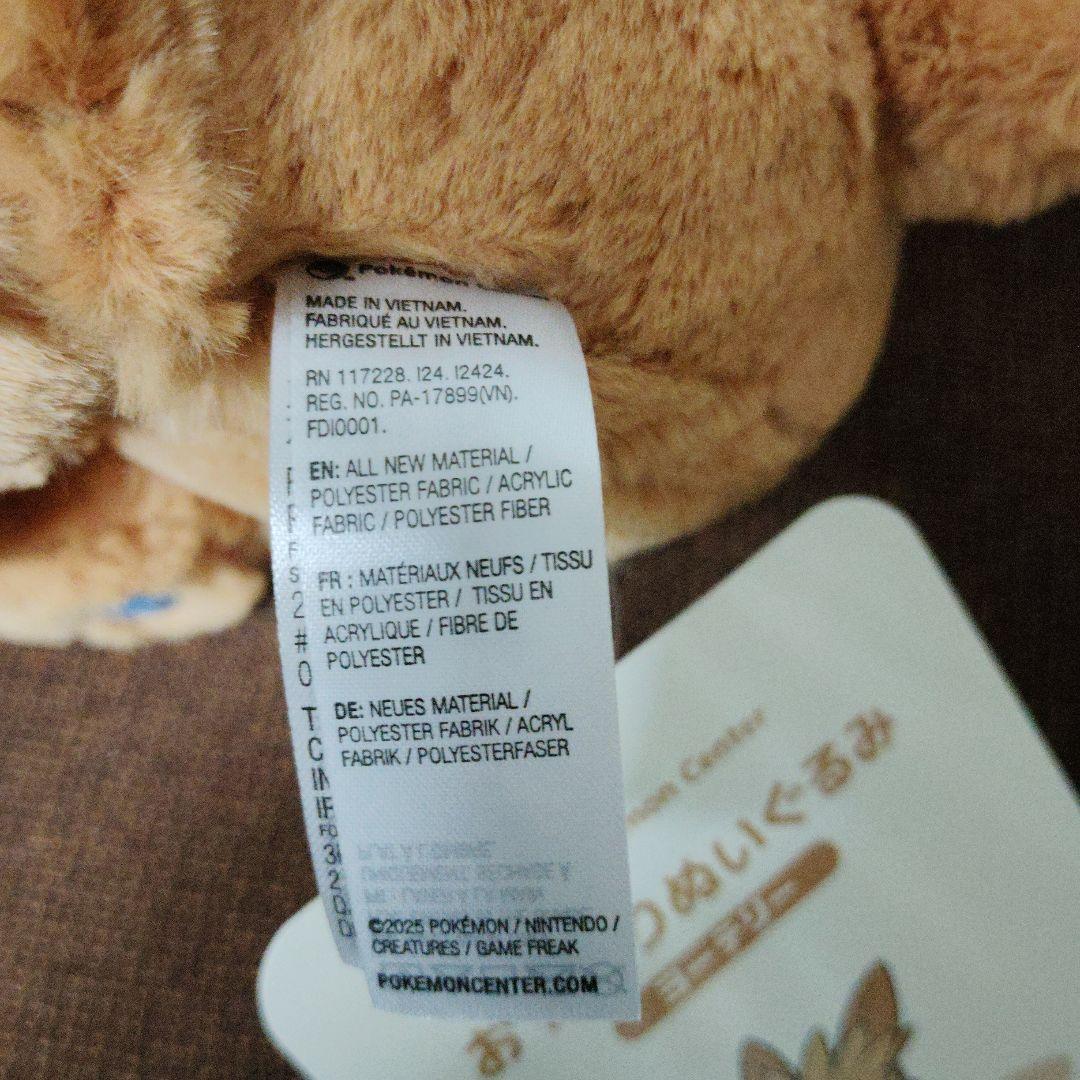 Pokémon
MADE IN VIETNAM.
FABRIQUÉ AU VIETNAM.
HERGESTELLT IN VIETNAM.
RN 117228. I24. I2424.
REG. NO. PA-17899(VN).
FDI0001.
EN: ALL NEW MATERIAL /
POLYESTER FABRIC / ACRYLIC
FABRIC / POLYESTER FIBER
FR : MATÉRIAUX NEUFS / TISSU
EN POLYESTER / TISSU EN
ACRYLIQUE / FIBRE DE
POLYESTER
DE: NEUES MATERIAL /
POLYESTER FABRIK / ACRYL
FABRIK / POLYESTERFASER
©2025 POKÉMON / NINTENDO /
CREATURES / GAME FREAK
POKEMONCENTER.COM
Center
ぬいぐるみ